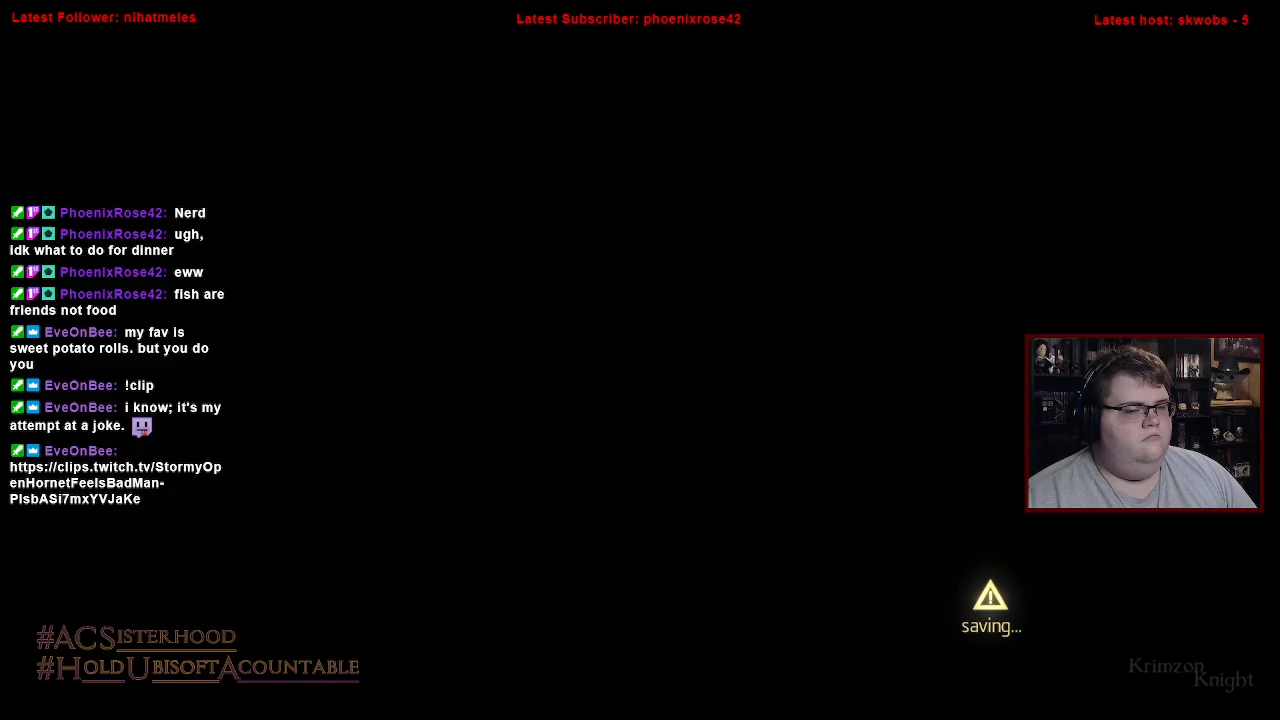 Latest Follower: nihatmeles
Latest Subscriber: phoenixrose42
Latest host: skwobs - 5
PhoenixRose42: Nerd
PhoenixRose42: ugh,
idk what to do for dinner
PhoenixRose42: eww
PhoenixRose42: fish are
friends not food
EveOnBee: my fav is
sweet potato rolls. but you do
you
EveOnBee: !clip
EveOnBee: i know; it's my
attempt at a joke.
EveOnBee:
https://clips.twitch.tv/StormyOp
enHornetFeelsBadMan-
PlsbASi7mxYVJaKe
saving...
#ACSisterhood
#HoldUbisoftAcountable
Krimzon
Knight